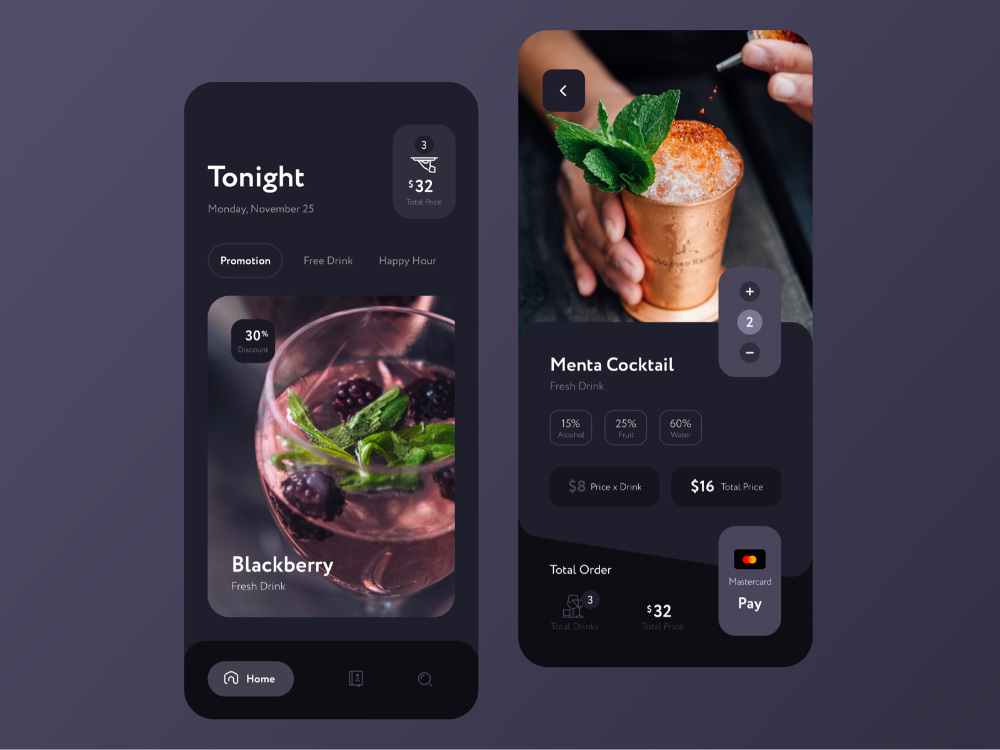 3
$32
Total Price
Tonight
Monday, November 25
Promotion
Free Drink
Happy Hour
30%
Discount
Blackberry
Fresh Drink
Home
+
2
−
Menta Cocktail
Fresh Drink
15%
Alcohol
25%
Fruit
60%
Water
$8 Price x Drink
$16 Total Price
Total Order
3
Total Drinks
$32
Total Price
Mastercard
Pay